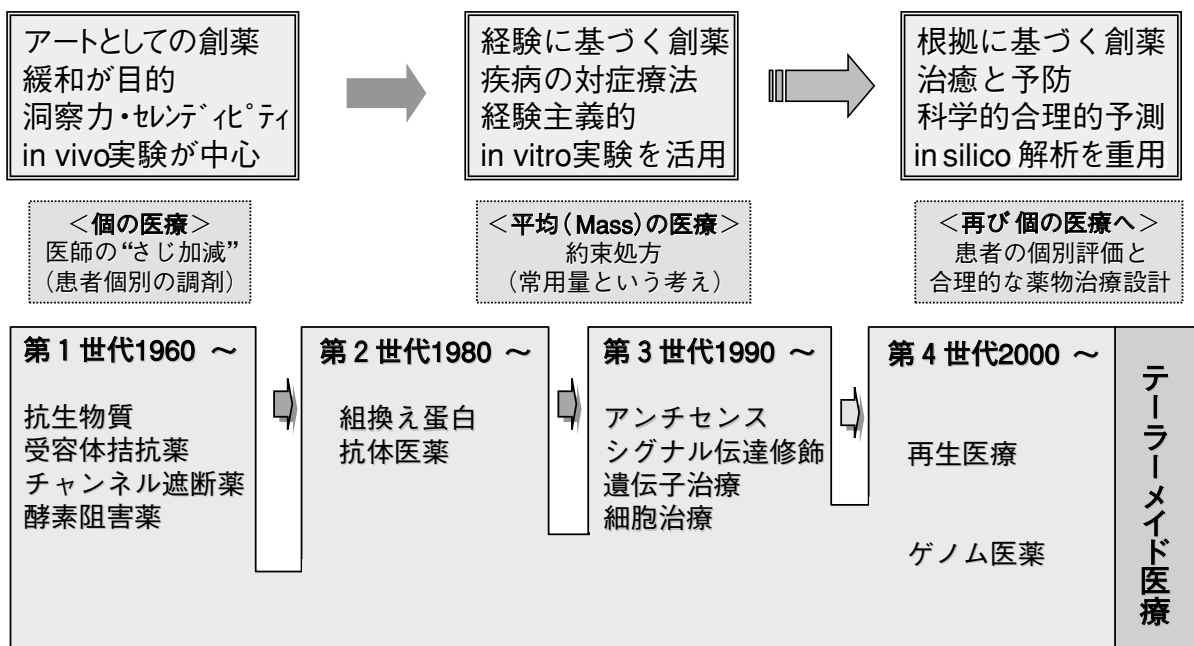 アートとしての創薬
緩和が目的
洞察力・ｾﾚﾝﾃﾞｨﾋﾟﾃｨ
in vivo実験が中心
経験に基づく創薬
疾病の対症療法
経験主義的
in vitro実験を活用
根拠に基づく創薬
治癒と予防
科学的合理的予測
in silico 解析を重用
＜個の医療＞
医師の“さじ加減”
（患者個別の調剤）
＜平均（Mass）の医療＞
約束処方
（常用量という考え）
＜再び個の医療へ＞
患者の個別評価と
合理的な薬物治療設計
第１世代1960 ～
抗生物質
受容体拮抗薬
チャンネル遮断薬
酵素阻害薬
第２世代1980 ～
組換え蛋白
抗体医薬
第３世代1990 ～
アンチセンス
シグナル伝達修飾
遺伝子治療
細胞治療
第４世代2000 ～
再生医療
ゲノム医薬
テーラーメイド医療